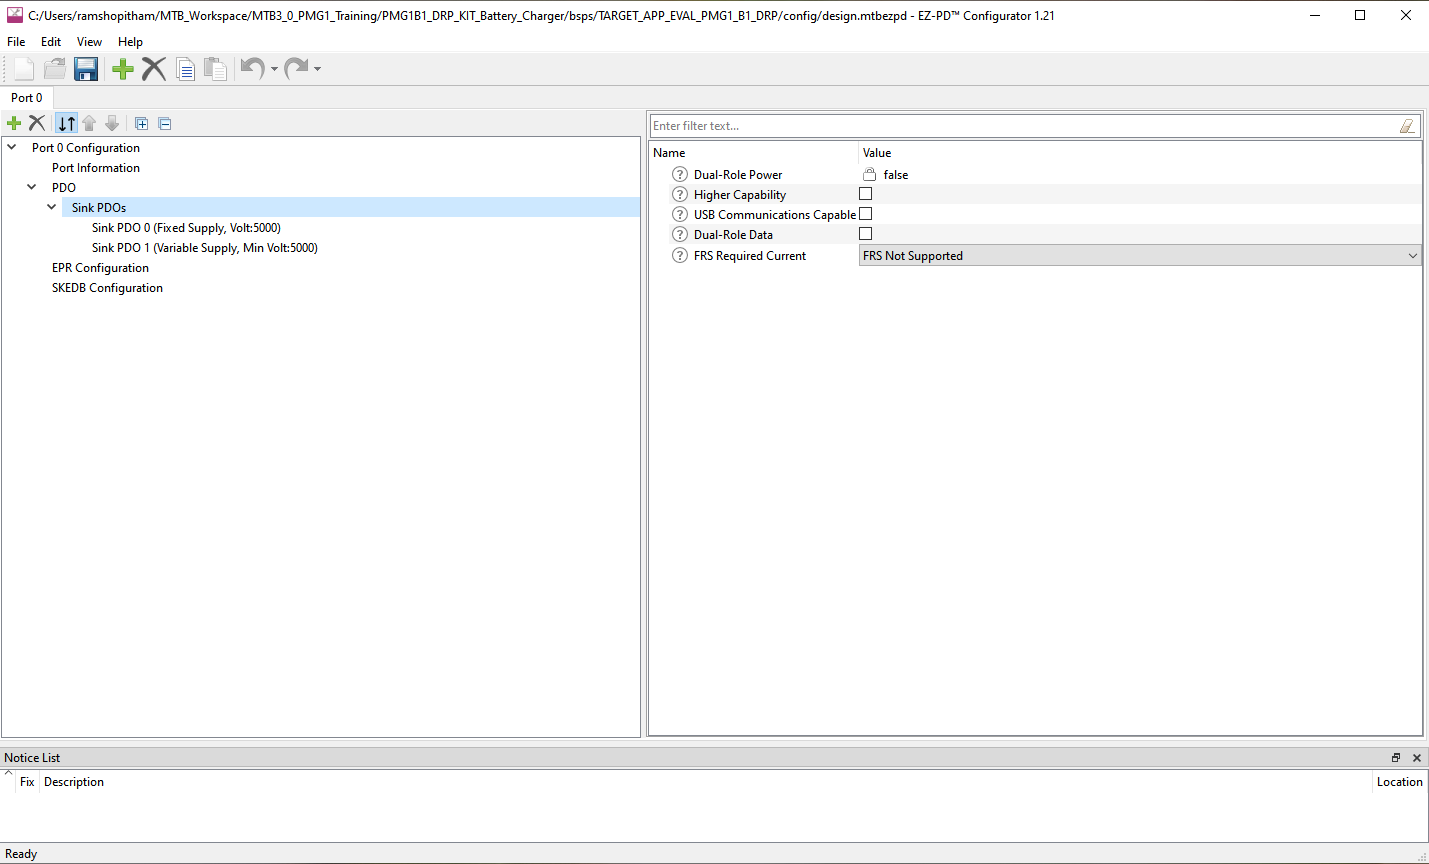 C:/Users/ramshopitham/MTB_Workspace/MTB3_0_PMG1_Training/PMG1B1_DRP_KIT_Battery_Charger/bsps/TARGET_APP_EVAL_PMG1_B1_DRP/config/design.mtbezpd - EZ-PD™ Configurator 1.21
File Edit View Help
Port 0
Port 0 Configuration
Port Information
PDO
Sink PDOs
Sink PDO 0 (Fixed Supply, Volt:5000)
Sink PDO 1 (Variable Supply, Min Volt:5000)
EPR Configuration
SKEDB Configuration
Enter filter text...
Name Value
? Dual-Role Power false
? Higher Capability
? USB Communications Capable
? Dual-Role Data
? FRS Required Current FRS Not Supported
Notice List
Fix Description Location
Ready